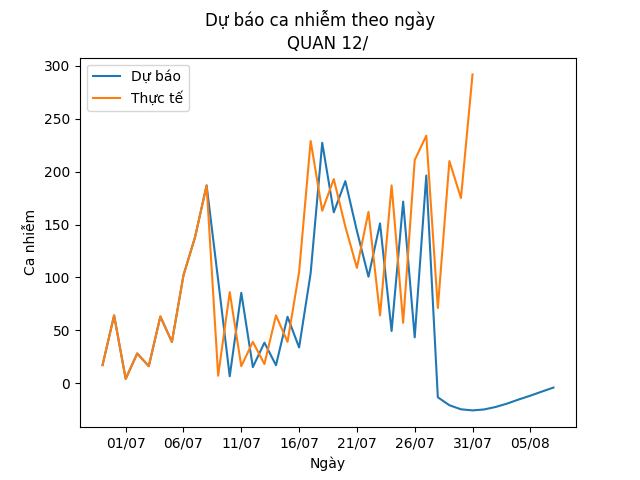 Dự báo ca nhiễm theo ngày
QUAN 12/
Dự báo
Thực tế
Ca nhiễm
300
250
200
150
100
50
0
01/07 06/07 11/07 16/07 21/07 26/07 31/07 05/08
Ngày